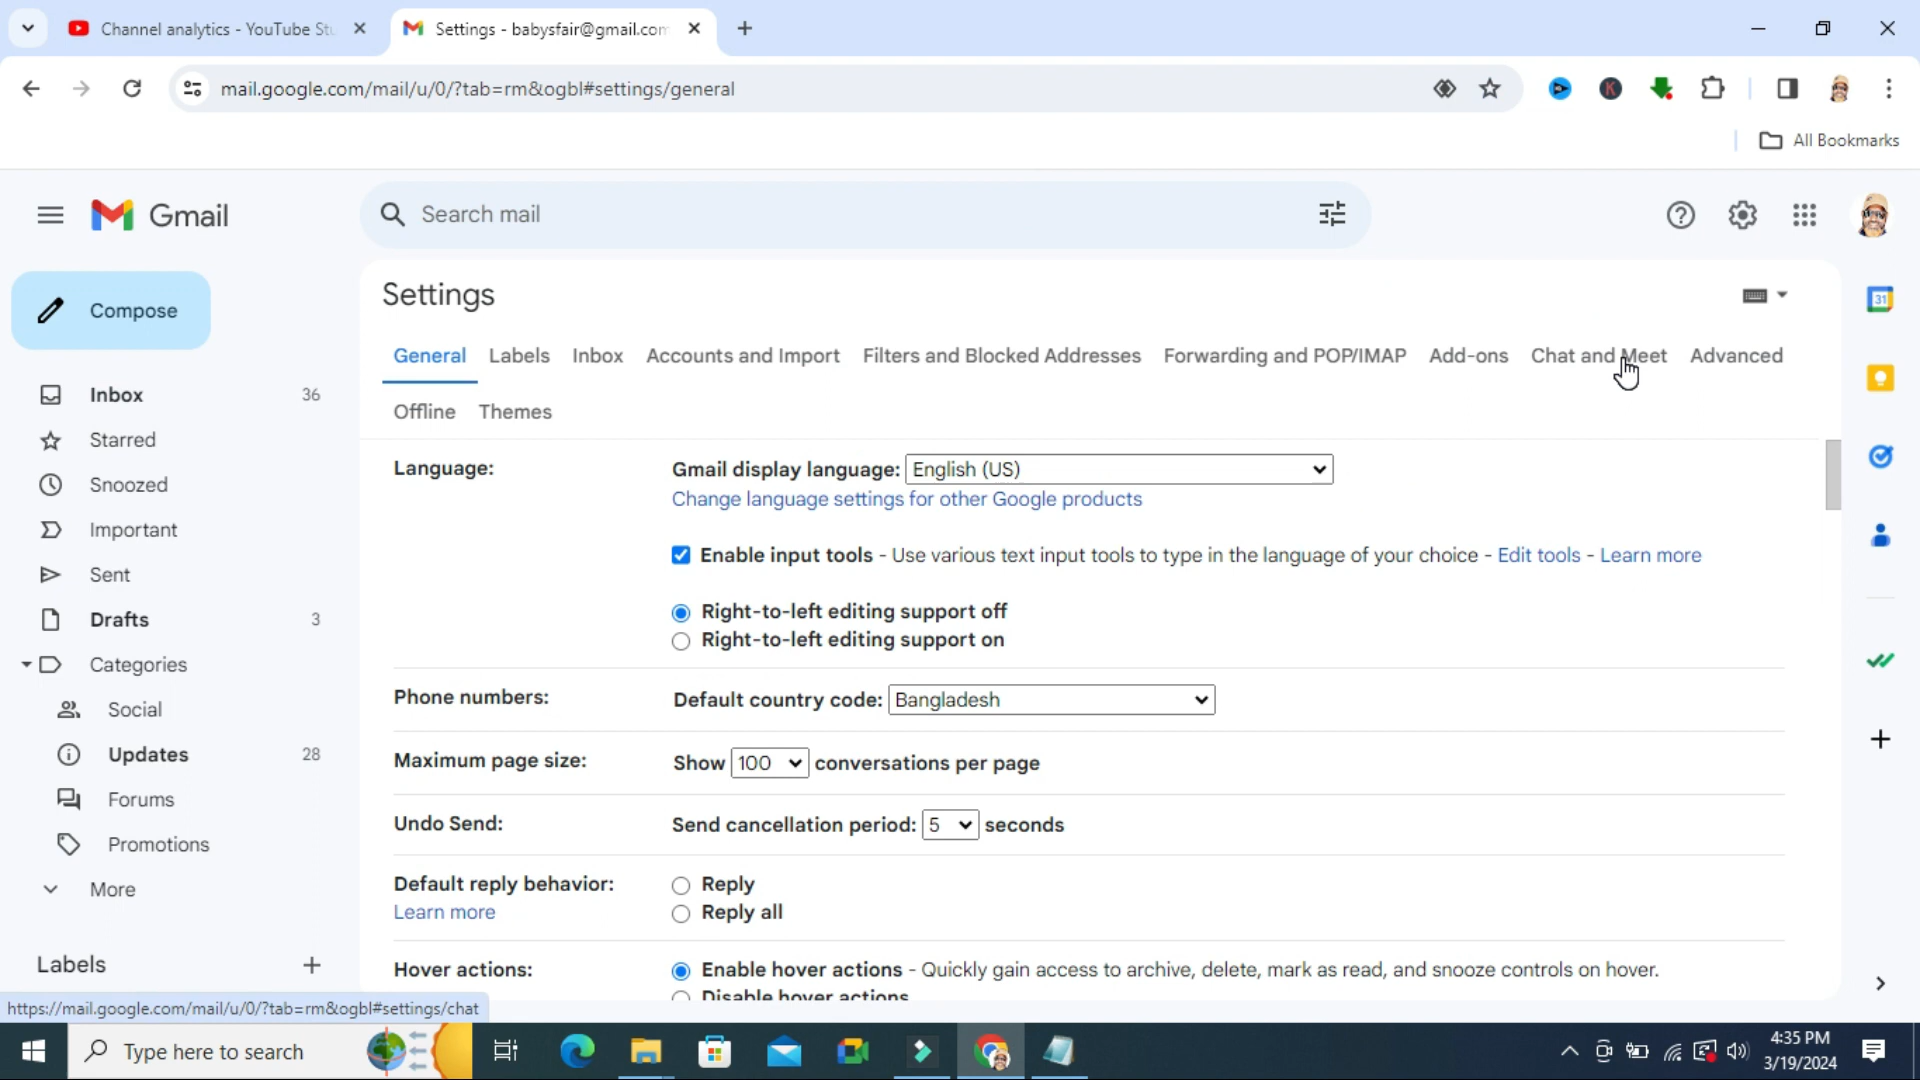 Channel analytics - YouTube Stu
Settings - babysfair@gmail.com
mail.google.com/mail/u/0/?tab=rm&ogbl#settings/general
K
All Bookmarks
Gmail
Search mail
Compose
Inbox 36
Starred
Snoozed
Important
Sent
Drafts 3
Categories
Social
Updates 28
Forums
Promotions
More
Labels
Settings
General Labels Inbox Accounts and Import Filters and Blocked Addresses Forwarding and POP/IMAP Add-ons Chat and Meet Advanced
Offline Themes
Language: Gmail display language: English (US)
Change language settings for other Google products
Enable input tools - Use various text input tools to type in the language of your choice - Edit tools - Learn more
Right-to-left editing support off
Right-to-left editing support on
Phone numbers: Default country code: Bangladesh
Maximum page size: Show 100 conversations per page
Undo Send: Send cancellation period: 5 seconds
Default reply behavior: Reply
Learn more Reply all
Hover actions: Enable hover actions - Quickly gain access to archive, delete, mark as read, and snooze controls on hover.
Disable hover actions
31
https://mail.google.com/mail/u/0/?tab=rm&ogbl#settings/chat
Type here to search
4:35 PM
3/19/2024